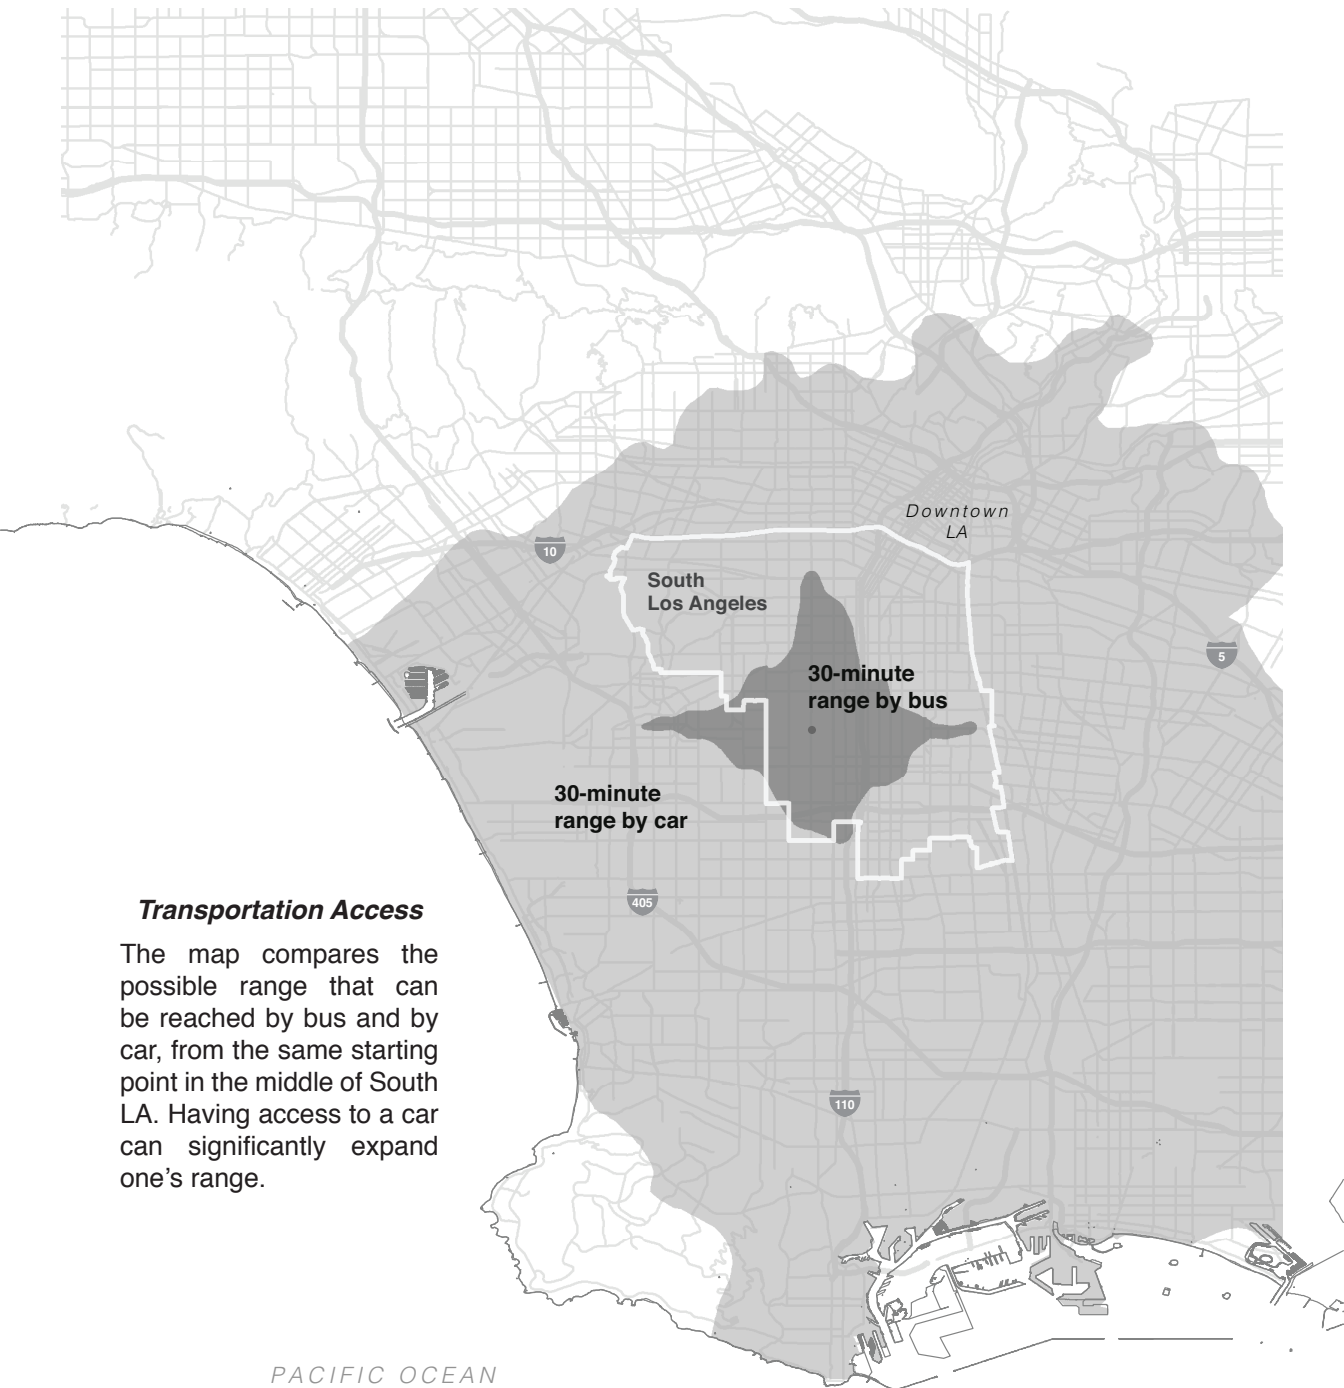 Downtown
LA
10
South
Los Angeles
5
30-minute
range by bus
30-minute
range by car
405
Transportation Access
The map compares the
possible range that can
be reached by bus and by
car, from the same starting
point in the middle of South
LA. Having access to a car
can significantly expand
one’s range.
110
PACIFIC OCEAN